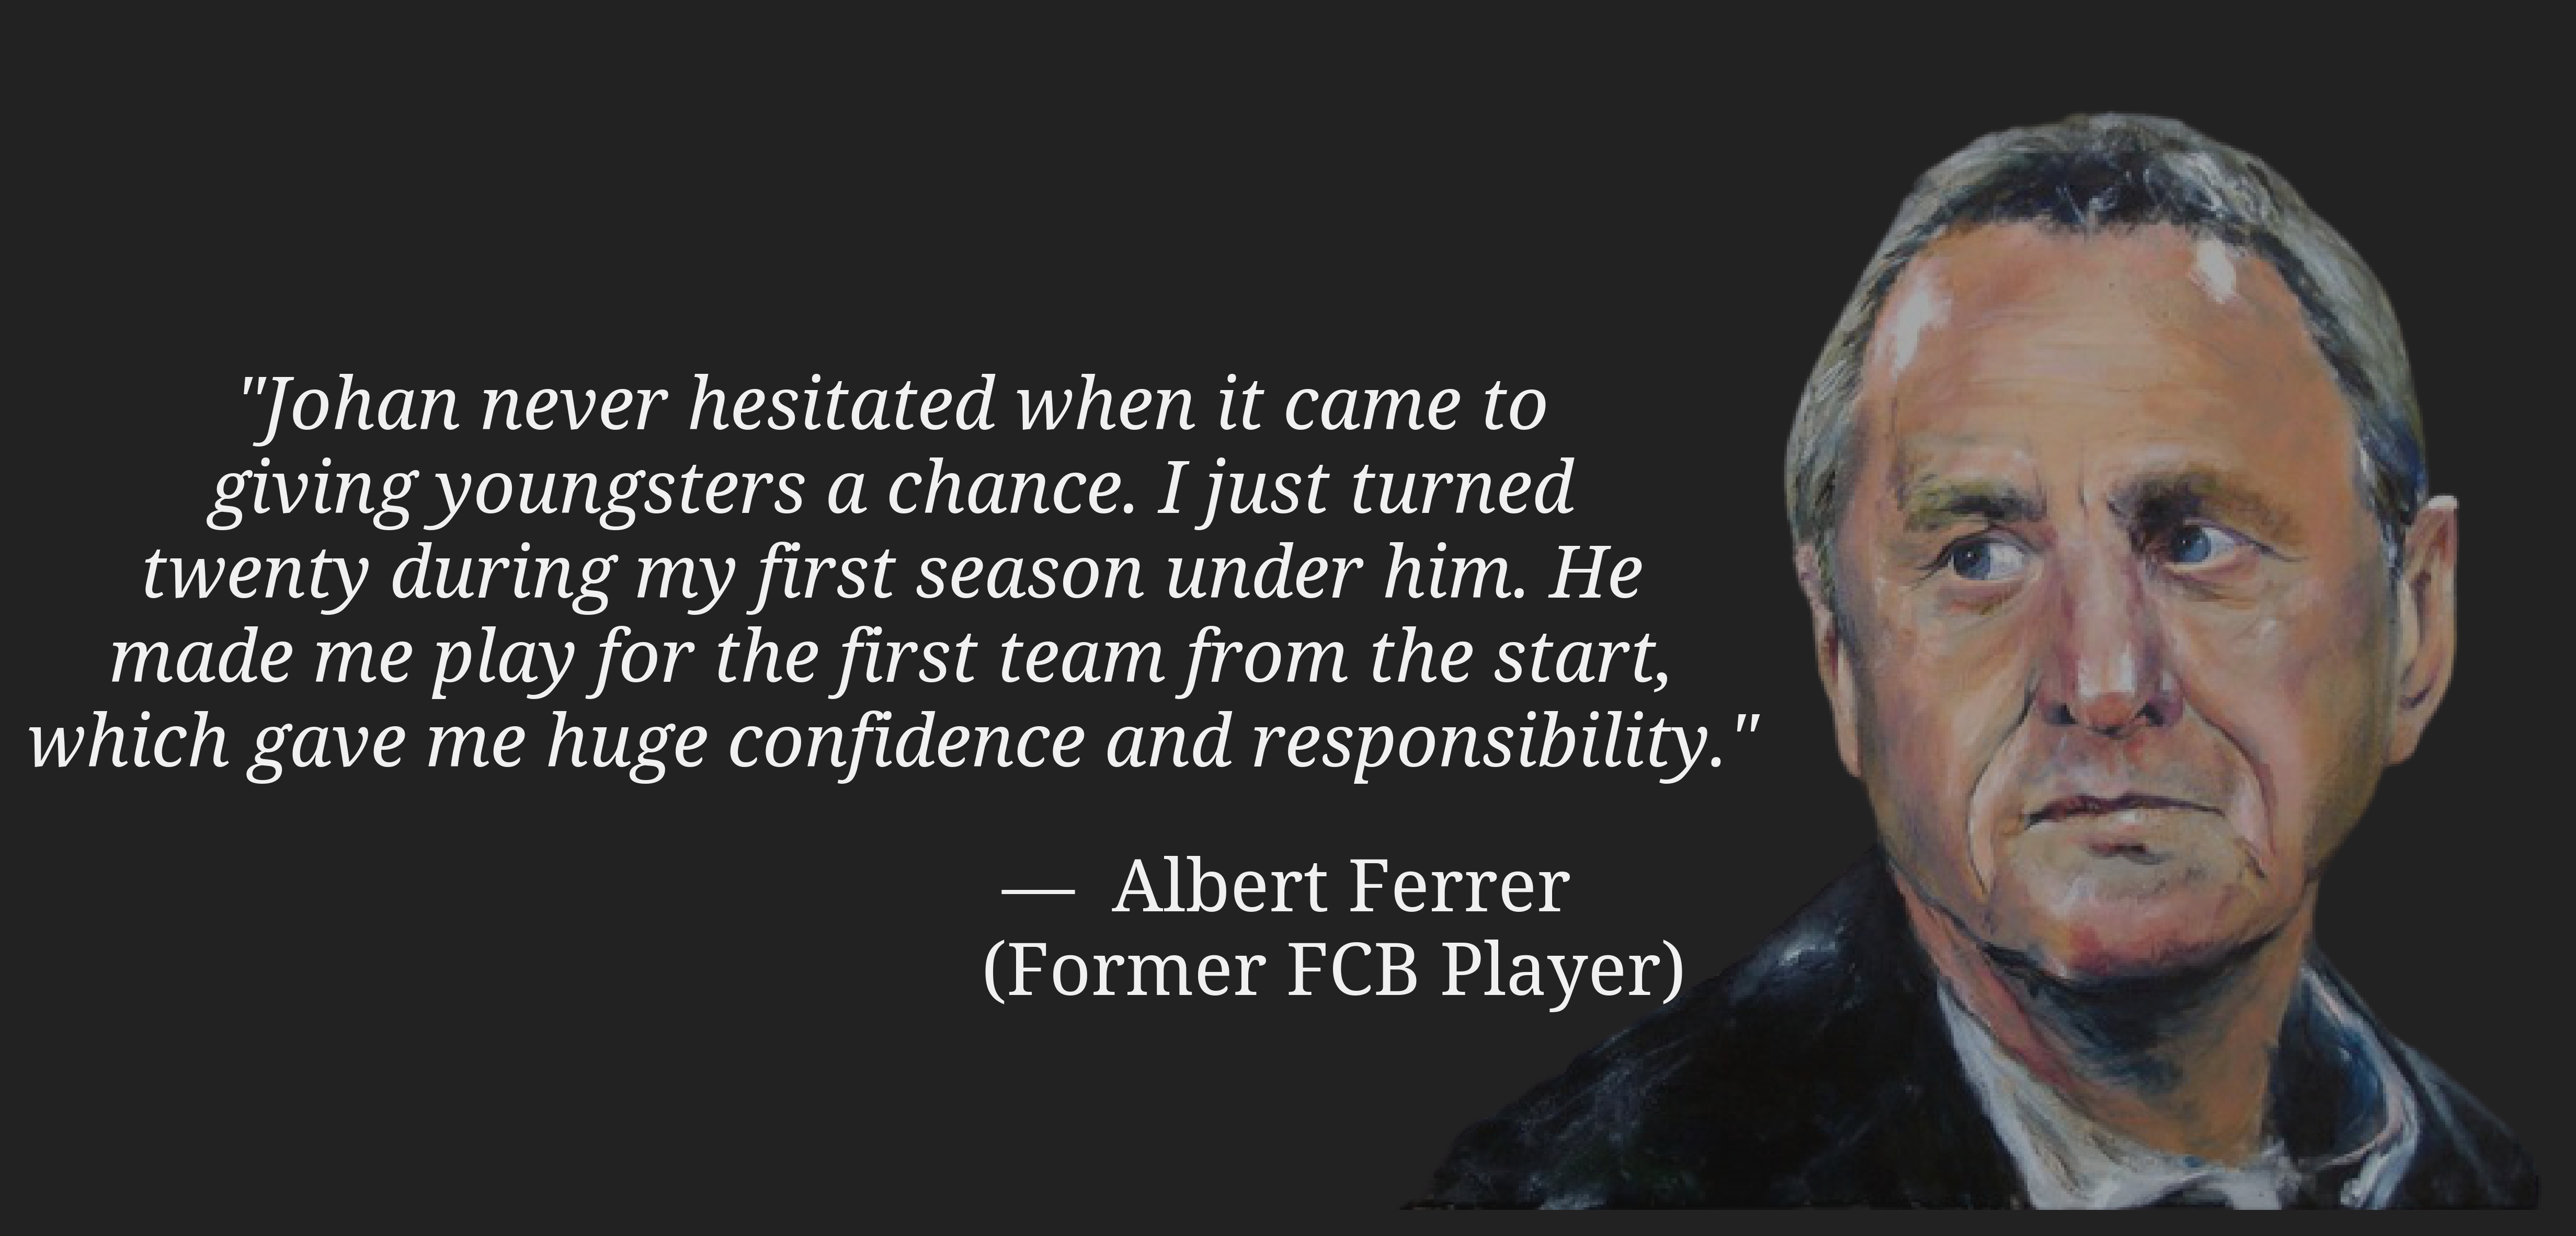 "Johan never hesitated when it came to
giving youngsters a chance. I just turned
twenty during my first season under him. He
made me play for the first team from the start,
which gave me huge confidence and responsibility."
— Albert Ferrer
(Former FCB Player)